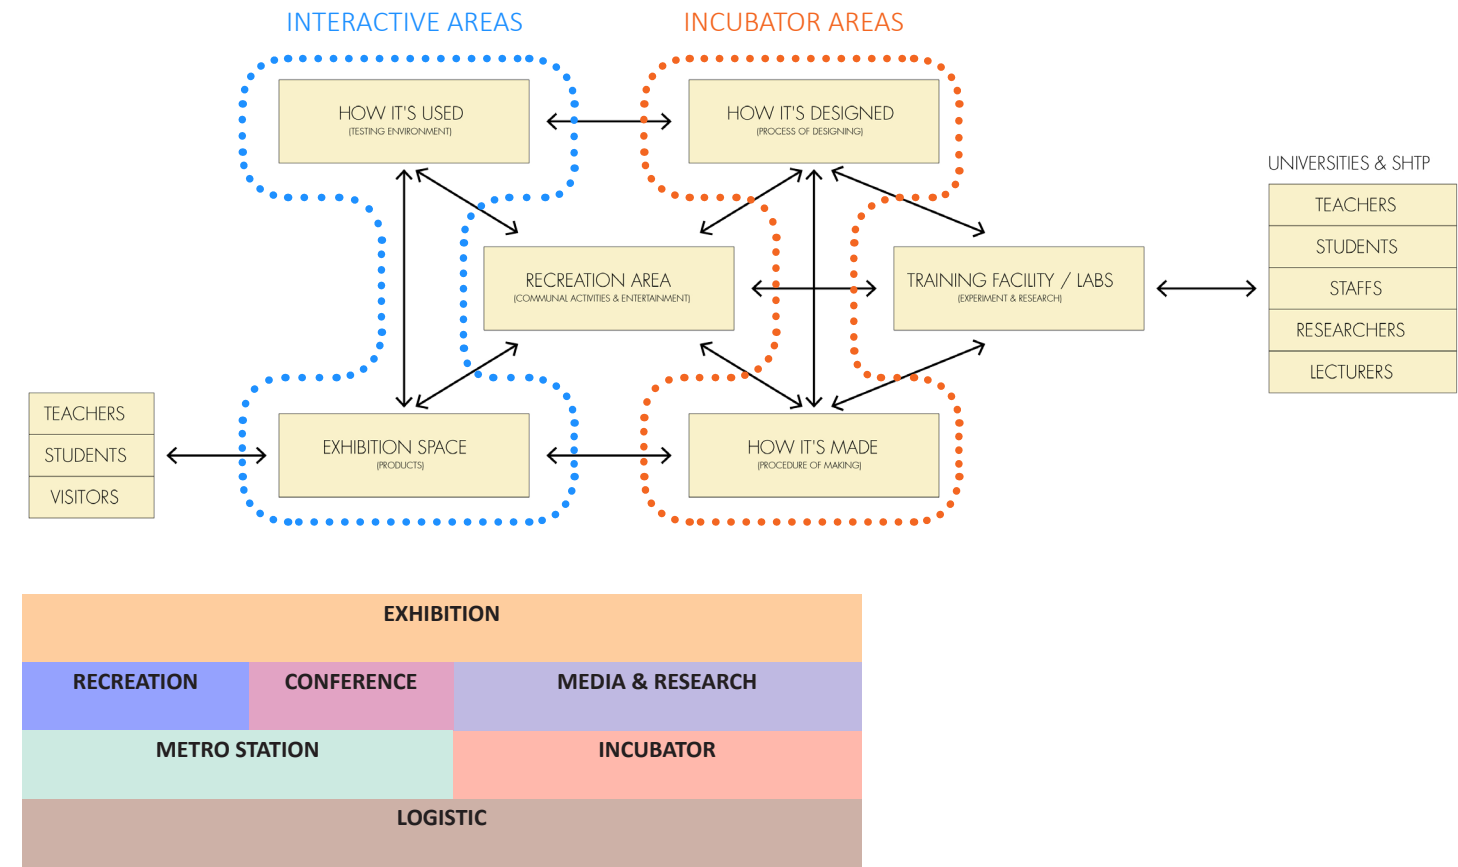 INTERACTIVE AREAS
INCUBATOR AREAS
HOW IT'S USED
(TESTING ENVIRONMENT)
HOW IT'S DESIGNED
(PROCESS OF DESIGNING)
UNIVERSITIES & SHTP
TEACHERS
STUDENTS
STAFFS
RESEARCHERS
LECTURERS
RECREATION AREA
(COMMUNAL ACTIVITIES & ENTERTAINMENT)
TRAINING FACILITY / LABS
(EXPERIMENT & RESEARCH)
TEACHERS
STUDENTS
VISITORS
EXHIBITION SPACE
(PRODUCTS)
HOW IT'S MADE
(PROCEDURE OF MAKING)
EXHIBITION
RECREATION
CONFERENCE
MEDIA & RESEARCH
METRO STATION
INCUBATOR
LOGISTIC